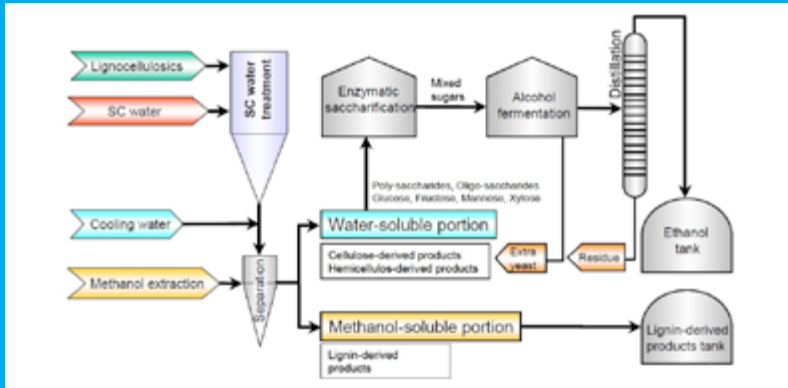 Lignocellulosics
SC water
SC water
treatment
Cooling water
Methanol extraction
Separation
Enzymatic
saccharification
Mixed
sugars
Alcohol
fermentation
Distillation
Poly-saccharides, Oligo-saccharides
Glucose, Fructose, Mannose, Xylose
Water-soluble portion
Cellulose-derived products
Hemicellulos-derived products
Extra
yeast
Residue
Ethanol
tank
Methanol-soluble portion
Lignin-derived
products
Lignin-derived
products tank